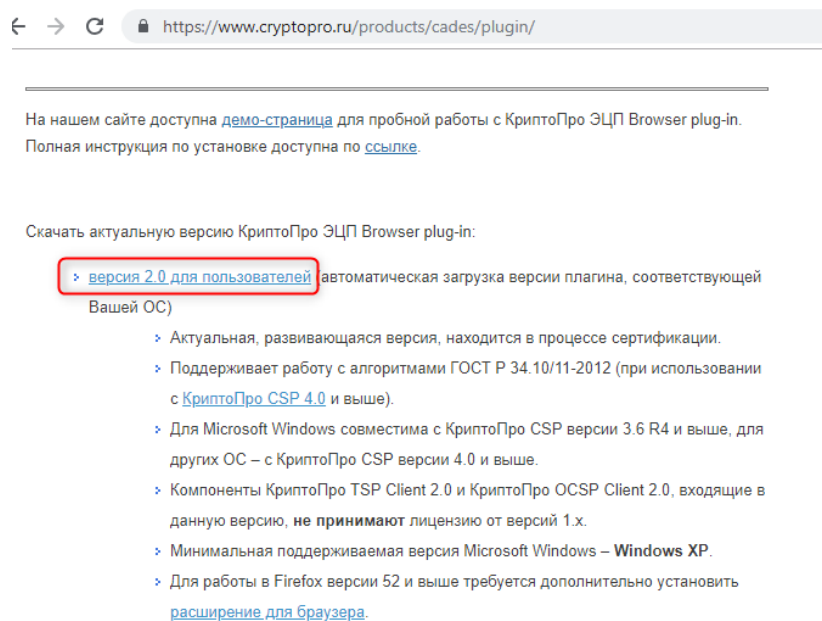 https://www.cryptopro.ru/products/cades/plugin/
На нашем сайте доступна демо-страница для пробной работы с КриптоПро ЭЦП Browser plug-in.
Полная инструкция по установке доступна по ссылке.
Скачать актуальную версию КриптоПро ЭЦП Browser plug-in:
версия 2.0 для пользователей (автоматическая загрузка версии плагина, соответствующей
Вашей ОС)
Актуальная, развивающаяся версия, находится в процессе сертификации.
Поддерживает работу с алгоритмами ГОСТ Р 34.10/11-2012 (при использовании
с КриптоПро CSP 4.0 и выше).
Для Microsoft Windows совместима с КриптоПро CSP версии 3.6 R4 и выше, для
других ОС – с КриптоПро CSP версии 4.0 и выше.
Компоненты КриптоПро TSP Client 2.0 и КриптоПро OCSP Client 2.0, входящие в
данную версию, не принимают лицензию от версий 1.x.
Минимальная поддерживаемая версия Microsoft Windows – Windows XP.
Для работы в Firefox версии 52 и выше требуется дополнительно установить
расширение для браузера.